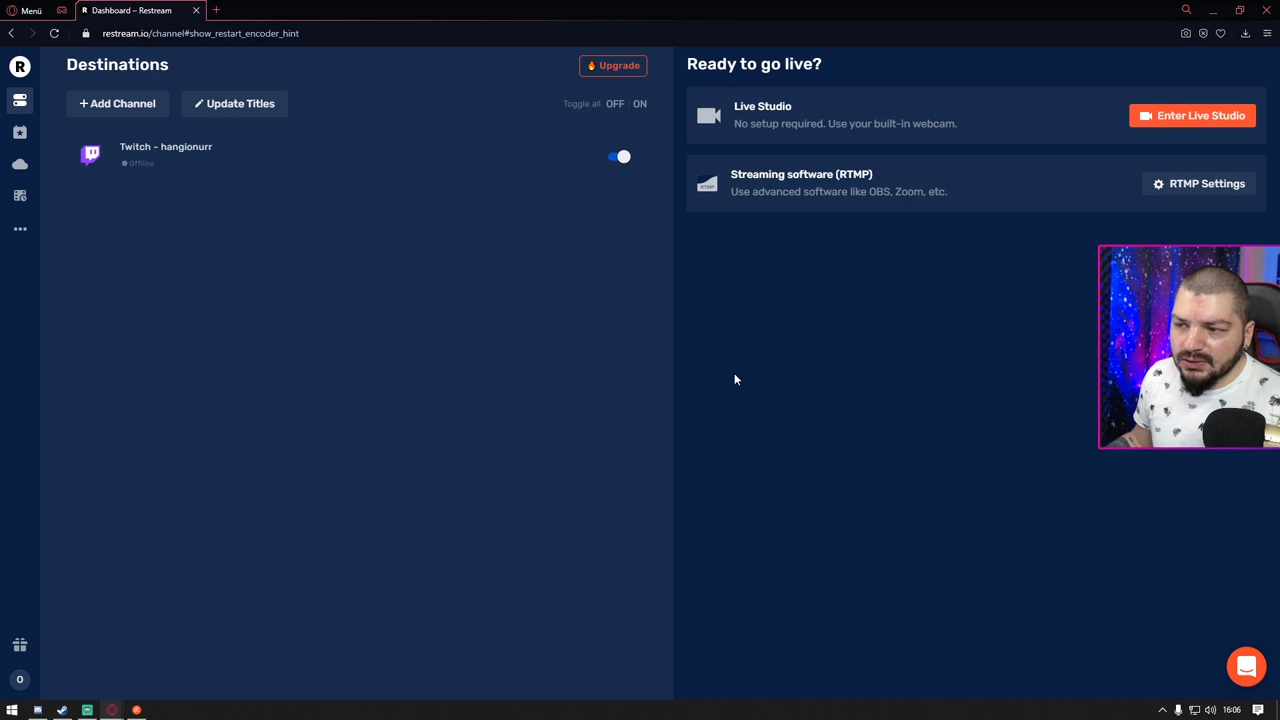 Menü
Dashboard – Restream
restream.io/channel#show_restart_encoder_hint
R
Destinations
Upgrade
Add Channel
Update Titles
Toggle all OFF ON
Twitch - hangionurr
Offline
Ready to go live?
Live Studio
No setup required. Use your built-in webcam.
Enter Live Studio
RTMP
Streaming software (RTMP)
Use advanced software like OBS, Zoom, etc.
RTMP Settings
O
16:06